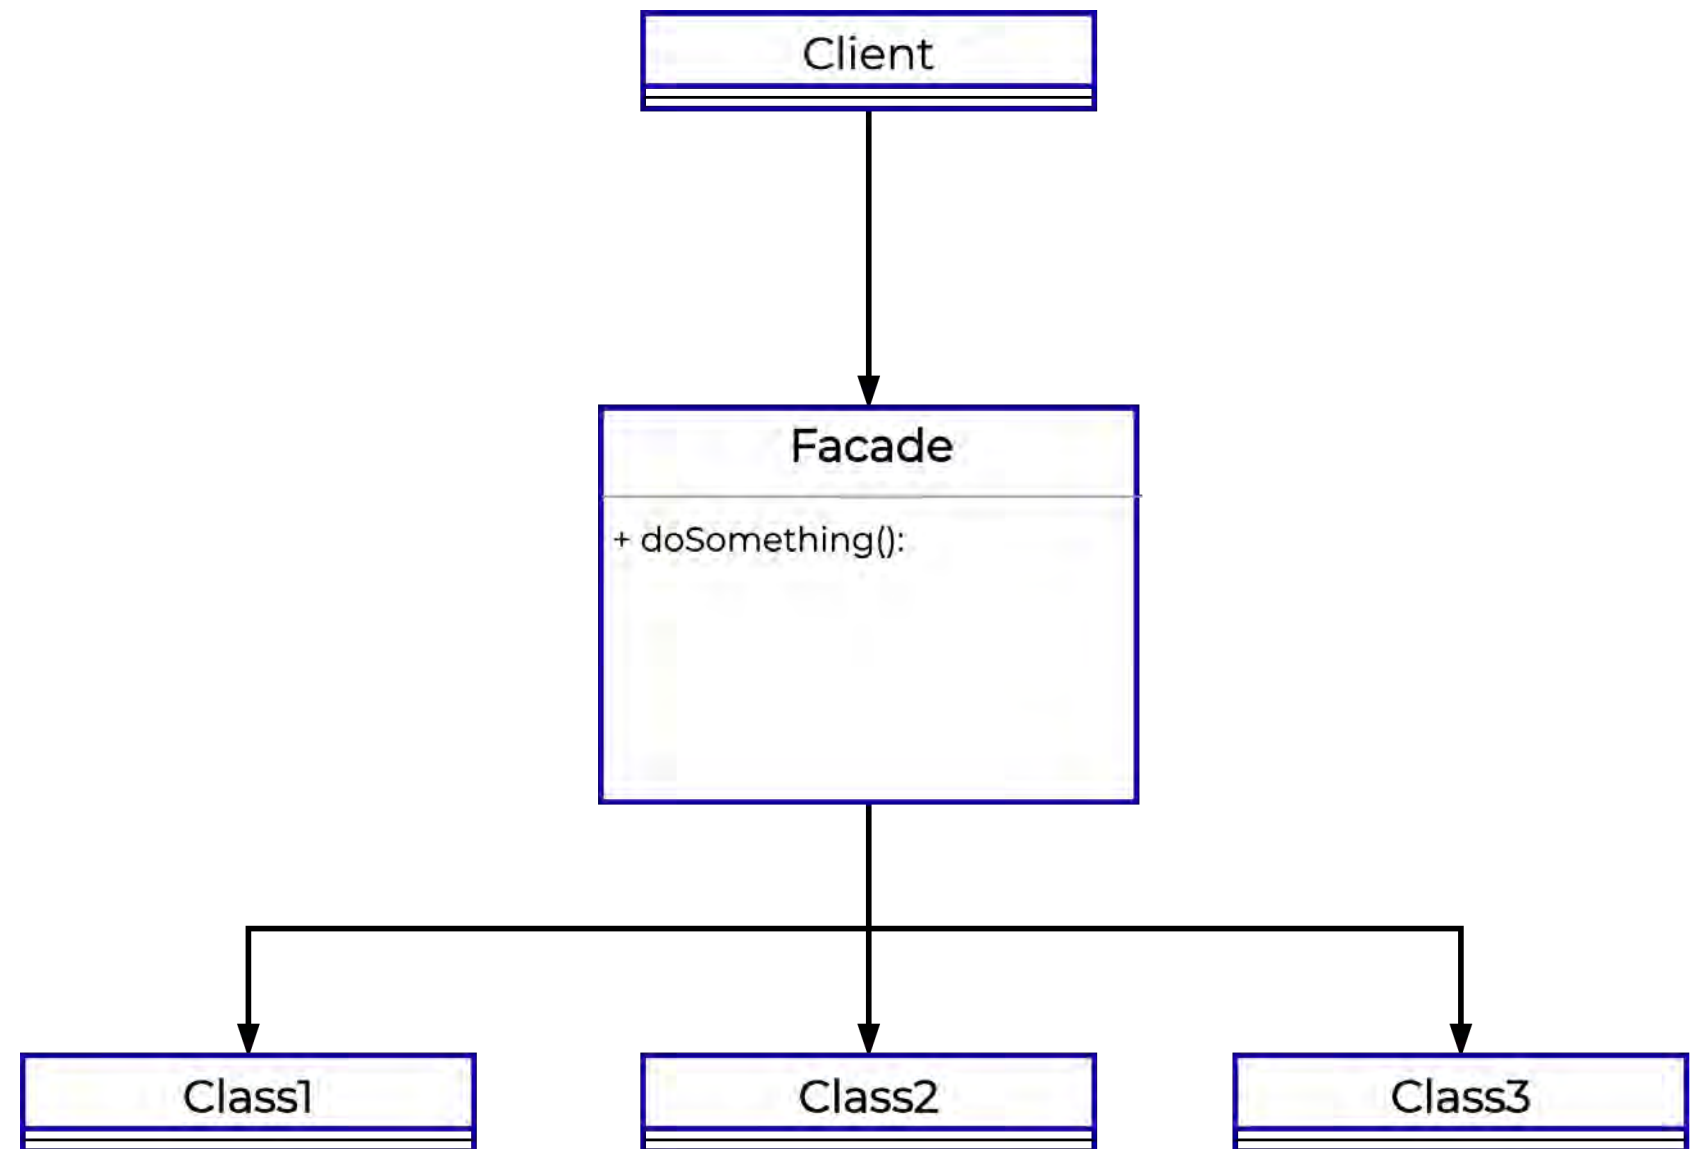 Client
Facade
+ doSomething():
Class1
Class2
Class3